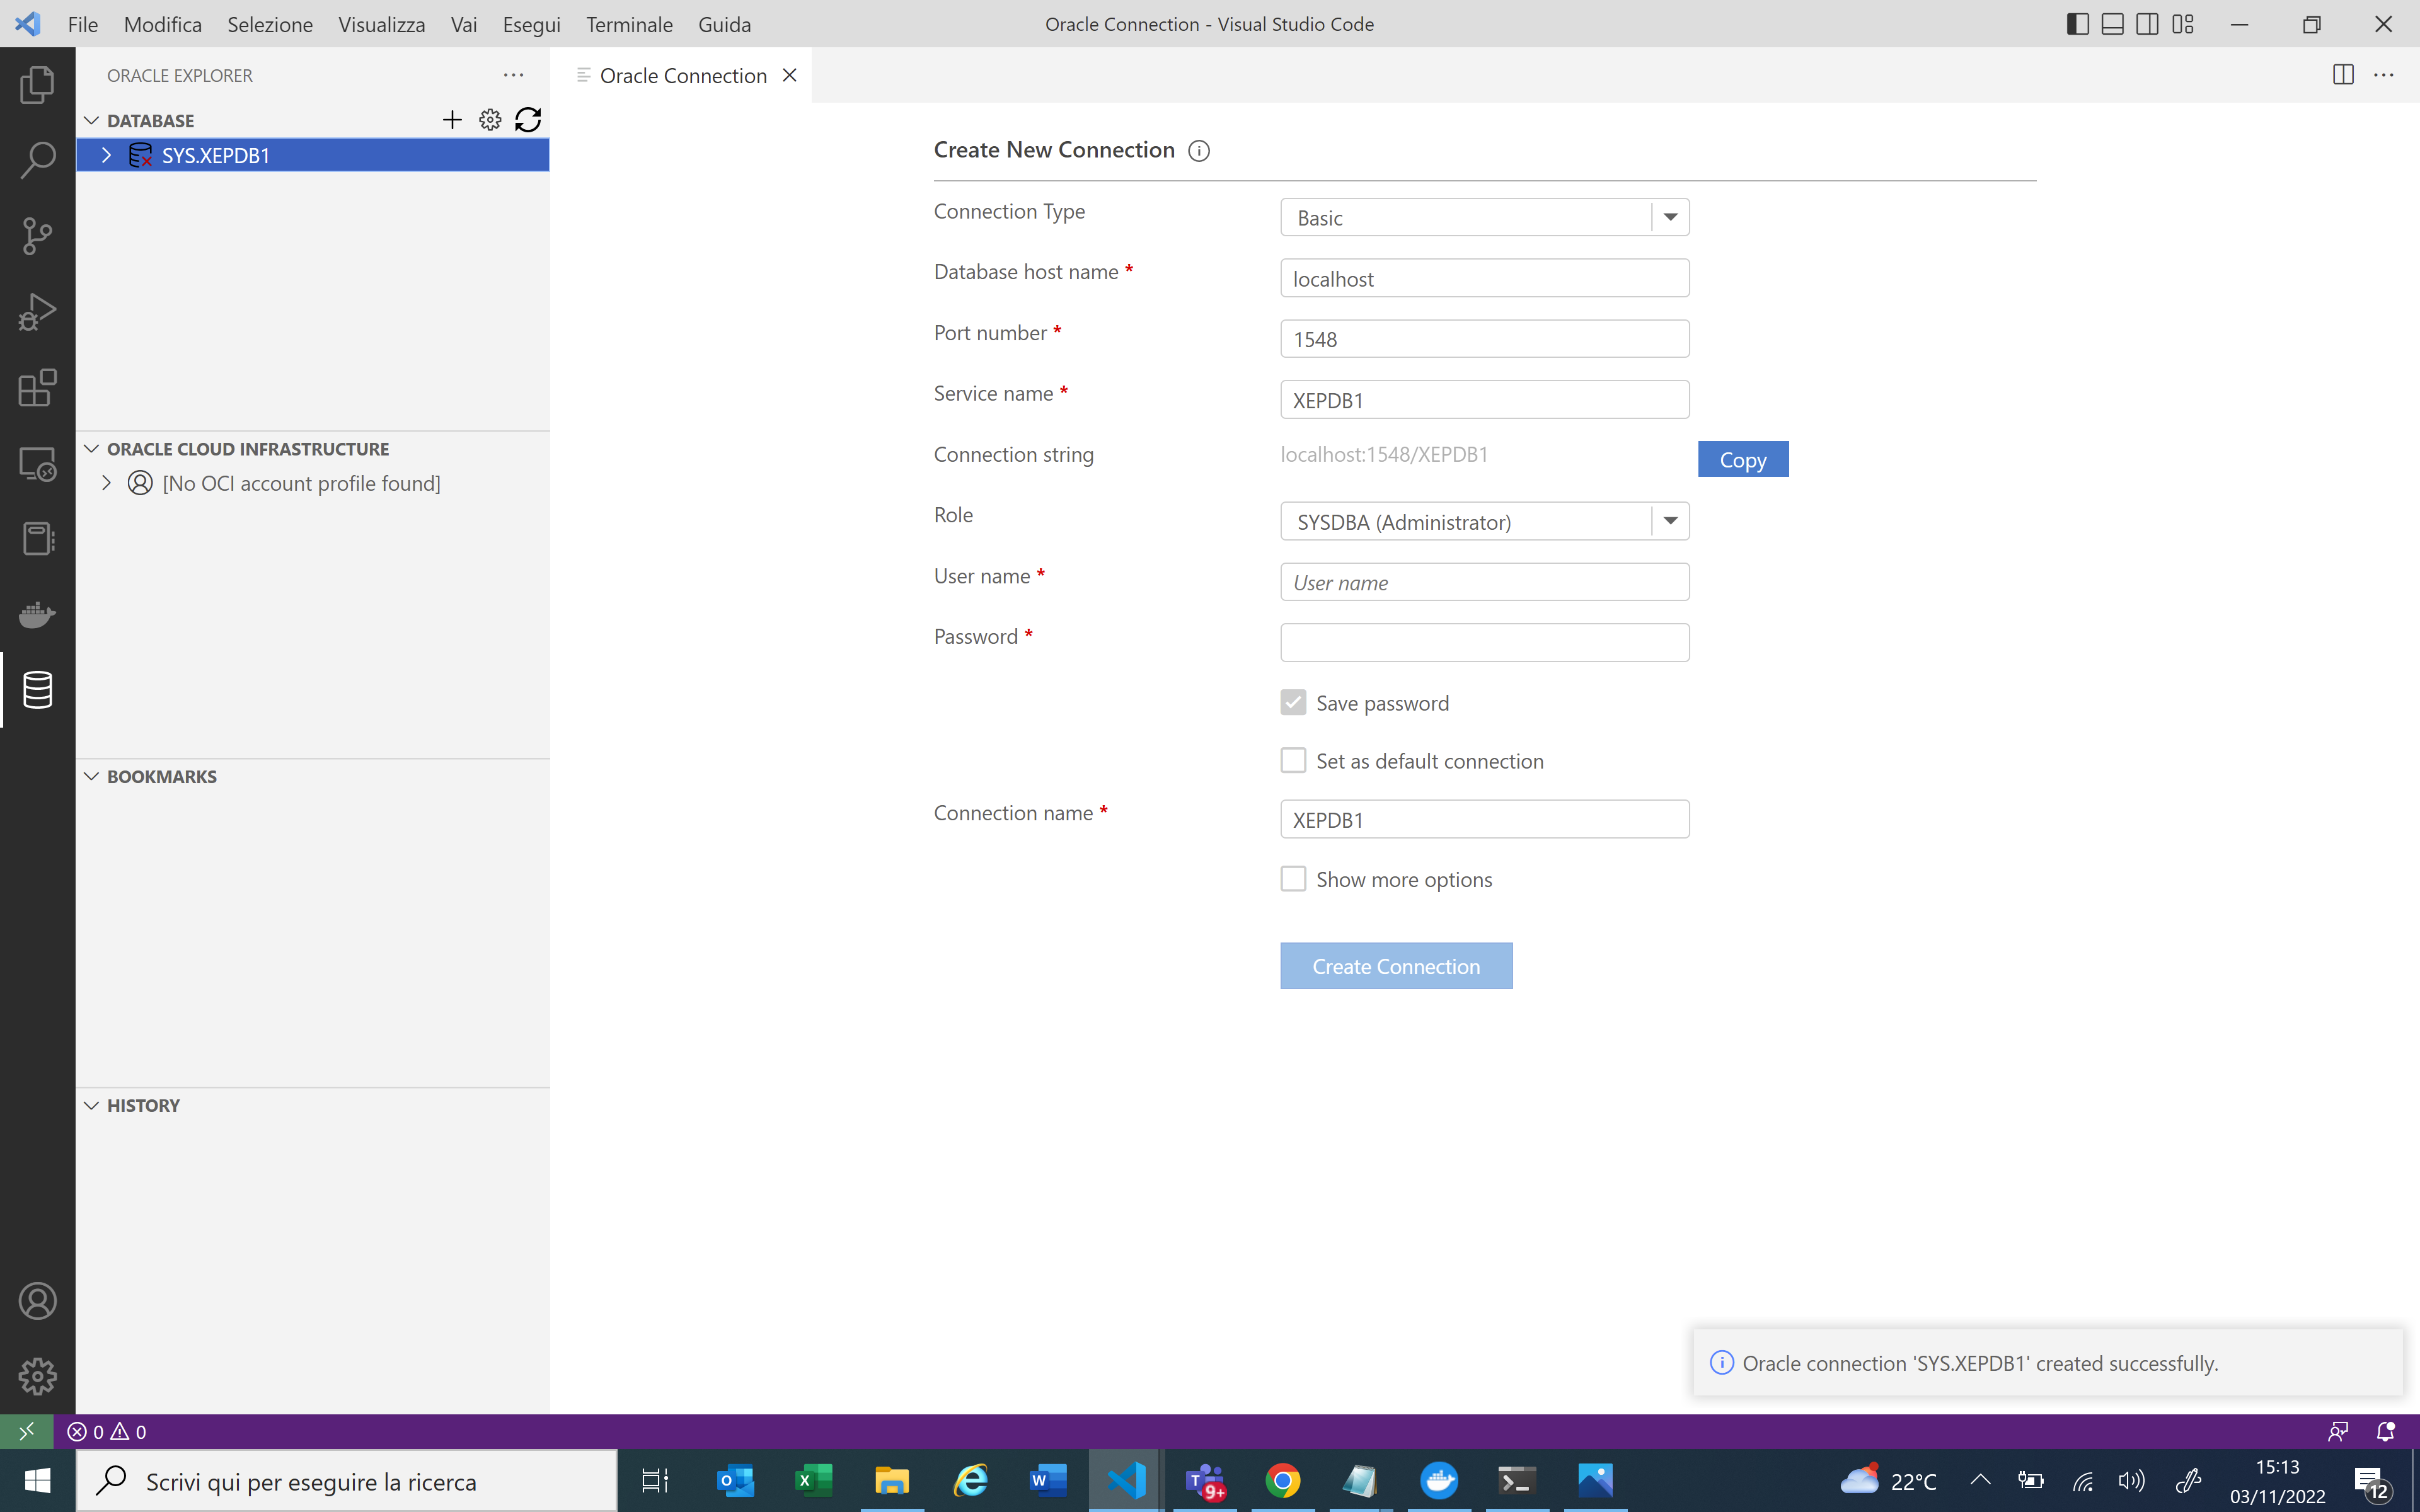 File Modifica Selezione Visualizza Vai Esegui Terminale Guida
Oracle Connection - Visual Studio Code
ORACLE EXPLORER
Oracle Connection
DATABASE
SYS.XEPDB1
Create New Connection
Connection Type
Basic
Database host name *
localhost
Port number *
1548
Service name *
XEPDB1
Connection string
localhost:1548/XEPDB1
Copy
Role
SYSDBA (Administrator)
User name *
User name
Password *
Save password
Set as default connection
Connection name *
XEPDB1
Show more options
Create Connection
ORACLE CLOUD INFRASTRUCTURE
[No OCI account profile found]
BOOKMARKS
HISTORY
Oracle connection 'SYS.XEPDB1' created successfully.
0 0
Scrivi qui per eseguire la ricerca
9+
22°C
15:13
03/11/2022
12